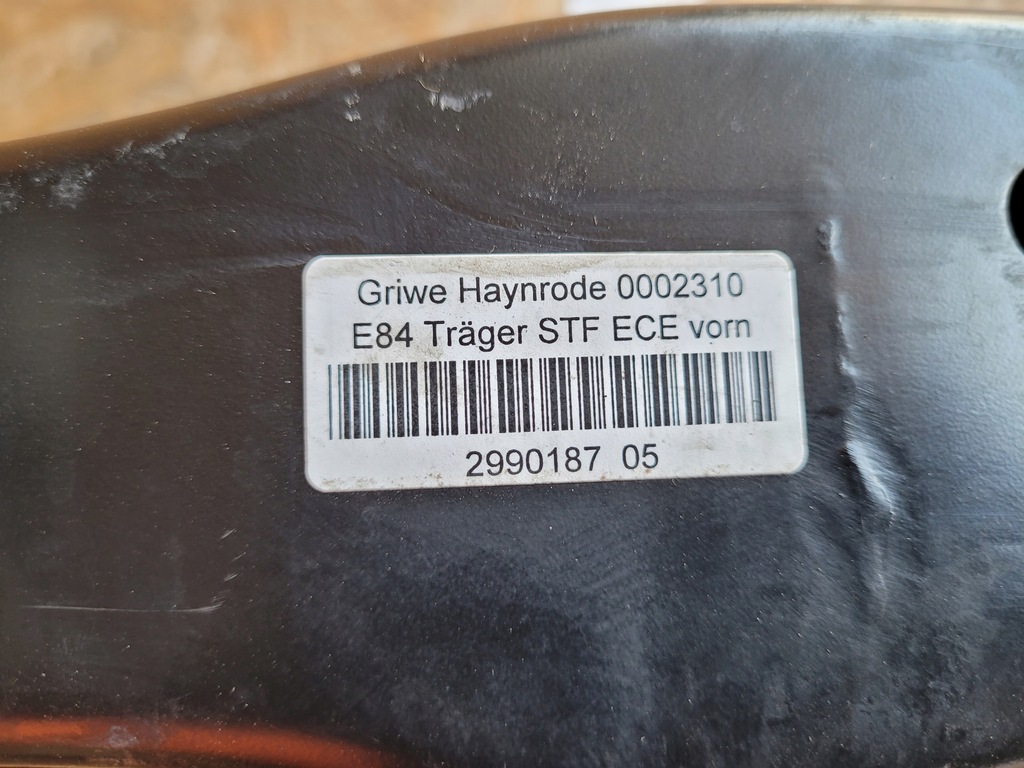 Griwe Haynrode 0002310
E84 Träger STF ECE vorn
2990187 05